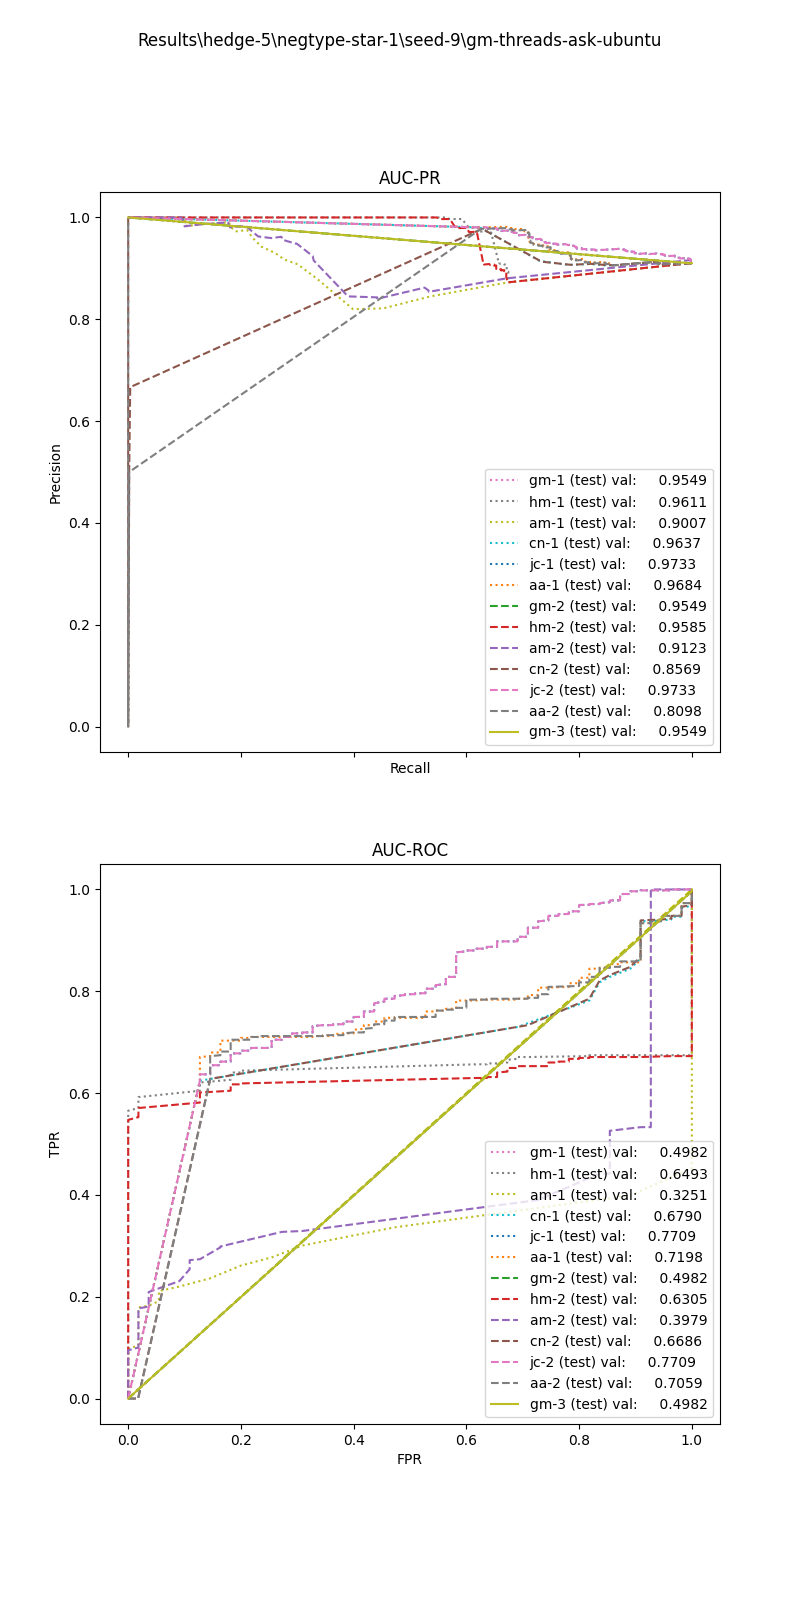 Results\hedge-5\negtype-star-1\seed-9\gm-threads-ask-ubuntu
AUC-PR
1.0
0.8
0.6
0.4
0.2
0.0
Precision
Recall
gm-1 (test) val: 0.9549
hm-1 (test) val: 0.9611
am-1 (test) val: 0.9007
cn-1 (test) val: 0.9637
jc-1 (test) val: 0.9733
aa-1 (test) val: 0.9684
gm-2 (test) val: 0.9549
hm-2 (test) val: 0.9585
am-2 (test) val: 0.9123
cn-2 (test) val: 0.8569
jc-2 (test) val: 0.9733
aa-2 (test) val: 0.8098
gm-3 (test) val: 0.9549
AUC-ROC
1.0
0.8
0.6
0.4
0.2
0.0
TPR
gm-1 (test) val: 0.4982
hm-1 (test) val: 0.6493
am-1 (test) val: 0.3251
cn-1 (test) val: 0.6790
jc-1 (test) val: 0.7709
aa-1 (test) val: 0.7198
gm-2 (test) val: 0.4982
hm-2 (test) val: 0.6305
am-2 (test) val: 0.3979
cn-2 (test) val: 0.6686
jc-2 (test) val: 0.7709
aa-2 (test) val: 0.7059
gm-3 (test) val: 0.4982
0.0 0.2 0.4 0.6 0.8 1.0
FPR